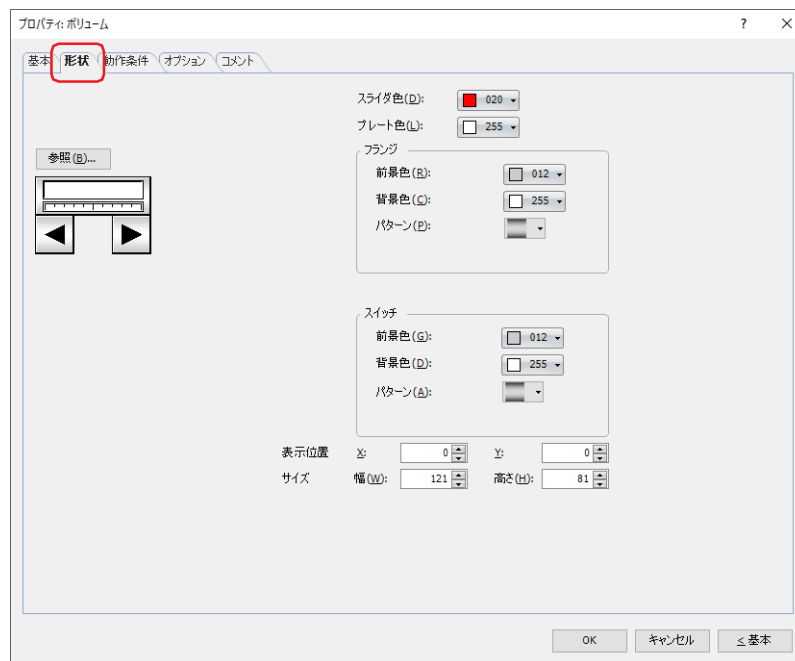 プロパティ: ボリューム
?
基本 形状 動作条件 オプション コメント
スライダ色(D): 020
プレート色(L): 255
参照(B)...
フランジ
前景色(R): 012
背景色(C): 255
パターン(P):
スイッチ
前景色(G): 012
背景色(D): 255
パターン(A):
表示位置 X: 0 Y: 0
サイズ 幅(W): 121 高さ(H): 81
OK キャンセル < 基本